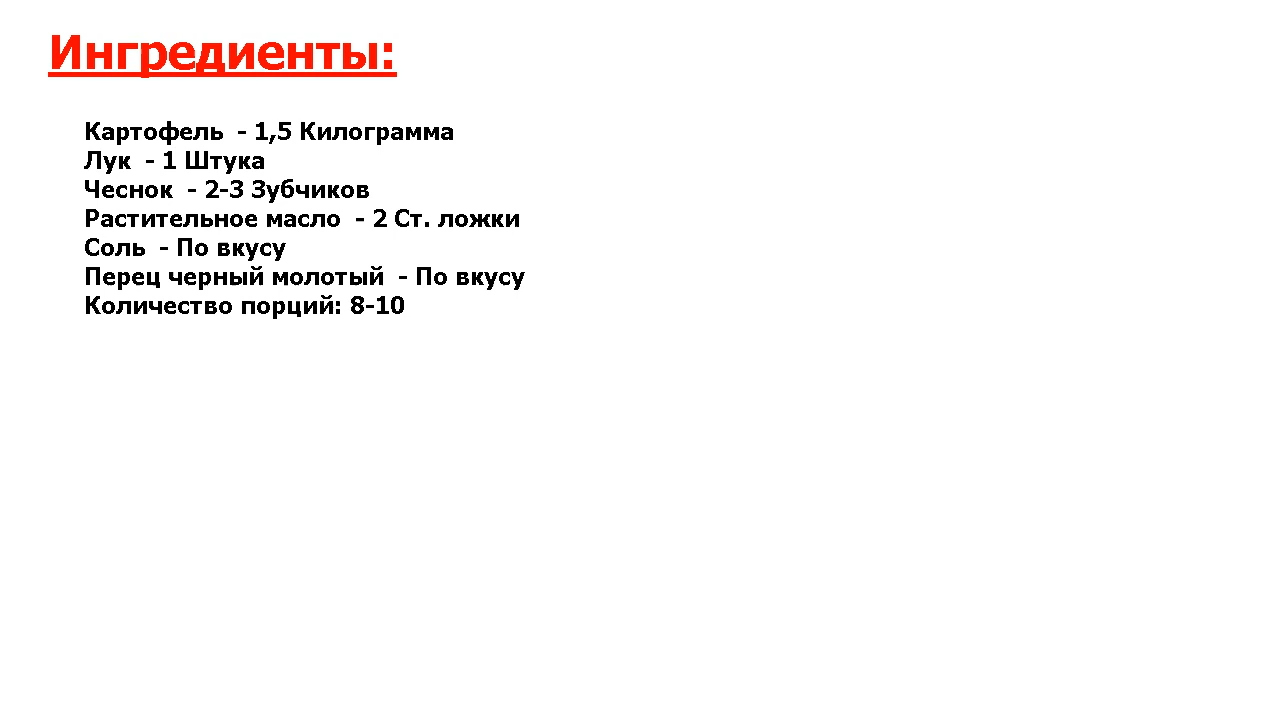 Ингредиенты:
Картофель - 1,5 Килограмма
Лук - 1 Штука
Чеснок - 2-3 Зубчиков
Растительное масло - 2 Ст. ложки
Соль - По вкусу
Перец черный молотый - По вкусу
Количество порций: 8-10